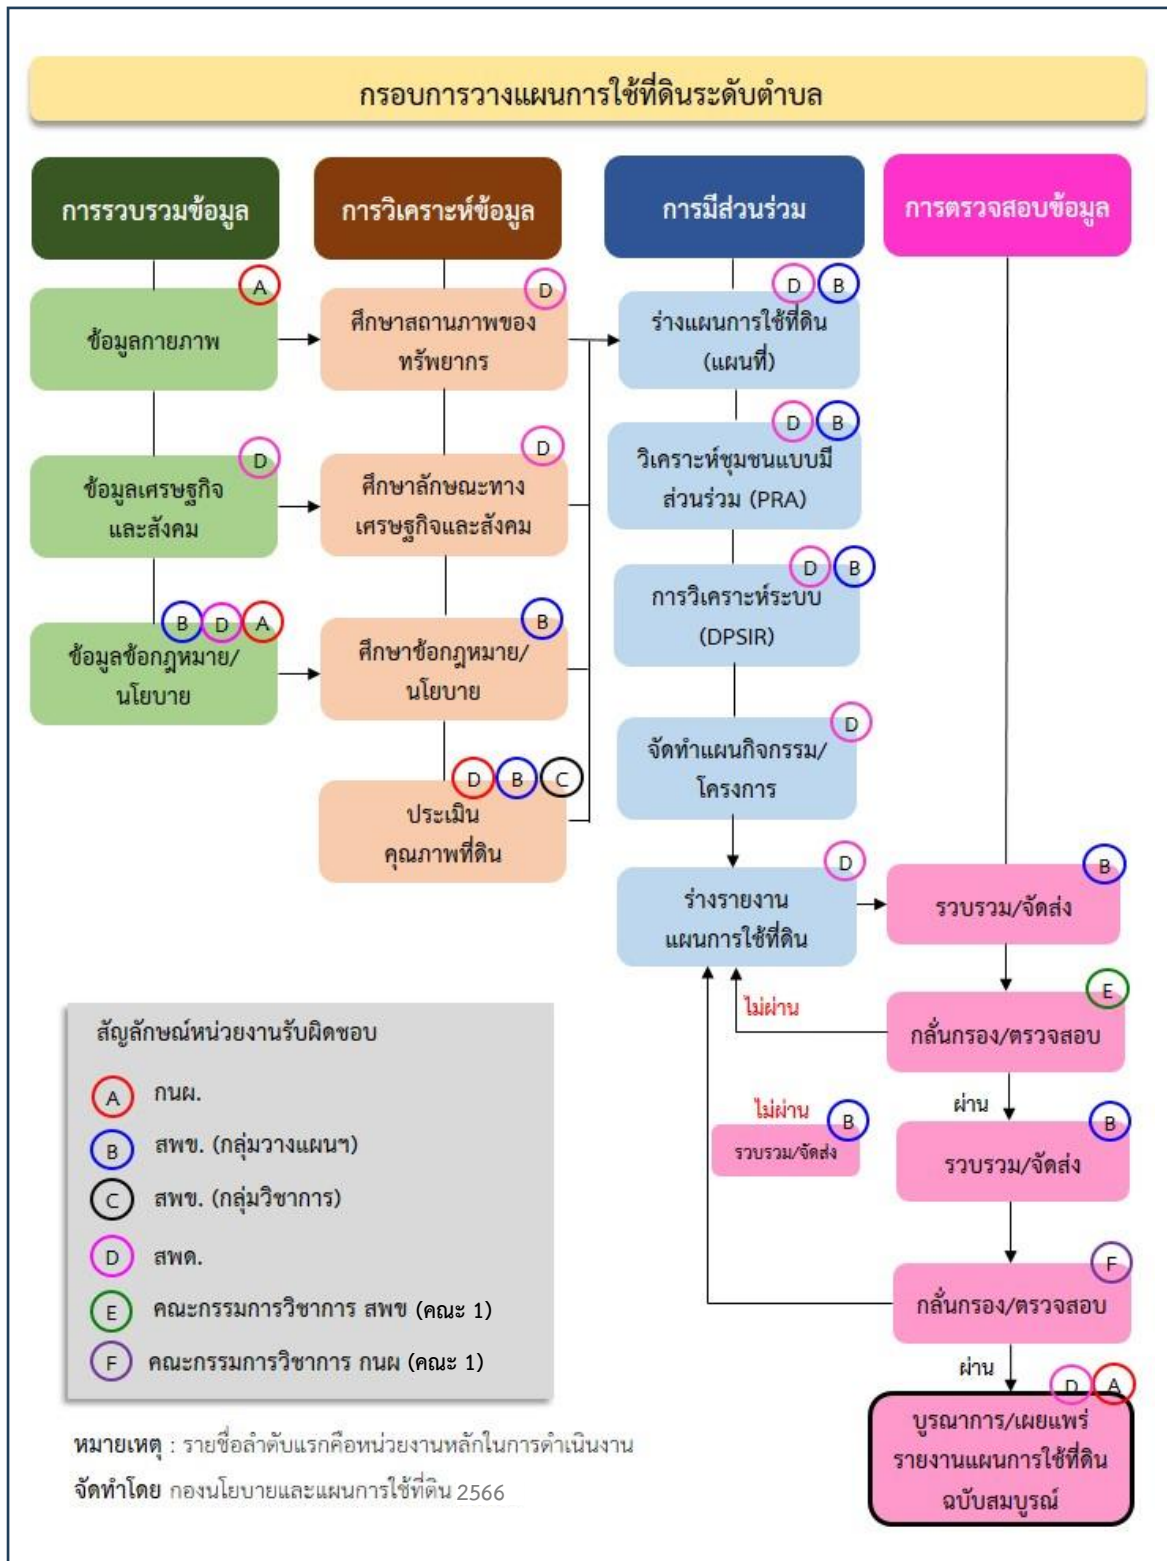 กรอบการวางแผนการใช้ที่ดินระดับตำบล
การรวบรวมข้อมูล
A
ข้อมูลกายภาพ
D
ข้อมูลเศรษฐกิจ
และสังคม
B D A
ข้อมูลข้อกฎหมาย/
นโยบาย
การวิเคราะห์ข้อมูล
D
ศึกษาสถานภาพของ
ทรัพยากร
D
ศึกษาลักษณะทาง
เศรษฐกิจและสังคม
B
ศึกษาข้อกฎหมาย/
นโยบาย
D B C
ประเมิน
คุณภาพที่ดิน
การมีส่วนร่วม
D B
ร่างแผนการใช้ที่ดิน
(แผนที่)
D B
วิเคราะห์ชุมชนแบบมี
ส่วนร่วม (PRA)
D B
การวิเคราะห์ระบบ
(DPSIR)
D
จัดทำแผนกิจกรรม/
โครงการ
D
ร่างรายงาน
แผนการใช้ที่ดิน
การตรวจสอบข้อมูล
B
รวบรวม/จัดส่ง
E
กลั่นกรอง/ตรวจสอบ
ไม่ผ่าน
ผ่าน
B
รวบรวม/จัดส่ง
ไม่ผ่าน
B
รวบรวม/จัดส่ง
F
กลั่นกรอง/ตรวจสอบ
ผ่าน
D A
บูรณาการ/เผยแพร่
รายงานแผนการใช้ที่ดิน
ฉบับสมบูรณ์
สัญลักษณ์หน่วยงานรับผิดชอบ
A กนผ.
B สพข. (กลุ่มวางแผนฯ)
C สพข. (กลุ่มวิชาการ)
D สพด.
E คณะกรรมการวิชาการ สพข (คณะ 1)
F คณะกรรมการวิชาการ กนผ (คณะ 1)
หมายเหตุ : รายชื่อลำดับแรกคือหน่วยงานหลักในการดำเนินงาน
จัดทำโดย กองนโยบายและแผนการใช้ที่ดิน 2566